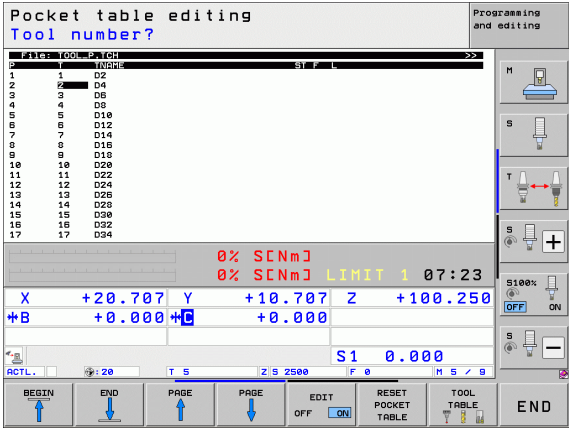 Pocket table editing
Tool number?
Programming
and editing
File: TOOL_P.TCH >>
P T TNAME ST F L
1 1 D2
2 2 D4
3 3 D6
4 4 D8
5 5 D10
6 6 D12
7 7 D14
8 8 D16
9 9 D18
10 10 D20
11 11 D22
12 12 D24
13 13 D26
14 14 D28
15 15 D30
16 16 D32
17 17 D34
0% S[Nm]
0% S[Nm] LIMIT 1 07:23
X +20.707 Y +10.707 Z +100.250
B +0.000 C +0.000
S1 0.000
ACTL. : 20 T 5 Z S 2500 F 0 M 5 / 9
M
S
T
S
+
S100%
OFF ON
S
−
BEGIN
END
PAGE
PAGE
EDIT
OFF ON
RESET
POCKET
TABLE
TOOL
TABLE
END